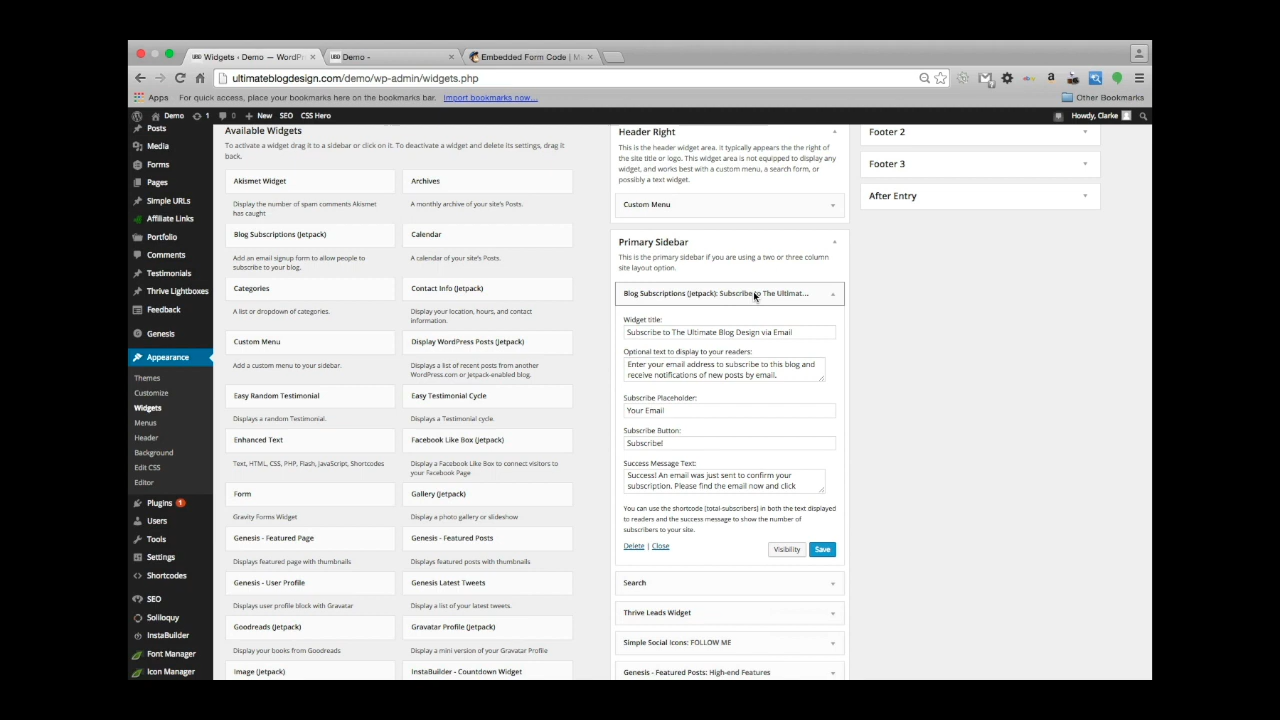 Widgets ‹ Demo — WordPr
Demo -
Embedded Form Code | M
ultimateblogdesign.com/demo/wp-admin/widgets.php
Apps
For quick access, place your bookmarks here on the bookmarks bar.
Import bookmarks now...
Other Bookmarks
Demo
1
0
New
SEO
CSS Hero
Howdy, Clarke
Posts
Media
Forms
Pages
Simple URLs
Affiliate Links
Portfolio
Comments
Testimonials
Thrive Lightboxes
Feedback
Genesis
Appearance
Themes
Customize
Widgets
Menus
Header
Background
Edit CSS
Editor
Plugins 1
Users
Tools
Settings
Shortcodes
SEO
Soliloquy
InstaBuilder
Font Manager
Icon Manager
Available Widgets
To activate a widget drag it to a sidebar or click on it. To deactivate a widget and delete its settings, drag it
back.
Akismet Widget
Display the number of spam comments Akismet
has caught
Archives
A monthly archive of your site's Posts.
Blog Subscriptions (Jetpack)
Add an email signup form to allow people to
subscribe to your blog.
Calendar
A calendar of your site's Posts.
Categories
A list or dropdown of categories.
Contact Info (Jetpack)
Display your location, hours, and contact
information.
Custom Menu
Add a custom menu to your sidebar.
Display WordPress Posts (Jetpack)
Displays a list of recent posts from another
WordPress.com or Jetpack-enabled blog.
Easy Random Testimonial
Displays a random Testimonial.
Easy Testimonial Cycle
Displays a Testimonial cycle.
Enhanced Text
Text, HTML, CSS, PHP, Flash, JavaScript, Shortcodes
Facebook Like Box (Jetpack)
Display a Facebook Like Box to connect visitors to
your Facebook Page
Form
Gravity Forms Widget
Gallery (Jetpack)
Display a photo gallery or slideshow
Genesis - Featured Page
Displays featured page with thumbnails
Genesis - Featured Posts
Displays featured posts with thumbnails
Genesis - User Profile
Displays user profile block with Gravatar
Genesis Latest Tweets
Display a list of your latest tweets.
Goodreads (Jetpack)
Display your books from Goodreads
Gravatar Profile (Jetpack)
Display a mini version of your Gravatar Profile
Image (Jetpack)
InstaBuilder - Countdown Widget
Header Right
This is the header widget area. It typically appears the the right of
the site title or logo. This widget area is not equipped to display any
widget, and works best with a custom menu, a search form, or
possibly a text widget.
Custom Menu
Primary Sidebar
This is the primary sidebar if you are using a two or three column
site layout option.
Blog Subscriptions (Jetpack): Subscribe to The Ultimat...
Widget title:
Subscribe to The Ultimate Blog Design via Email
Optional text to display to your readers:
Enter your email address to subscribe to this blog and
receive notifications of new posts by email.
Subscribe Placeholder:
Your Email
Subscribe Button:
Subscribe!
Success Message Text:
Success! An email was just sent to confirm your
subscription. Please find the email now and click
You can use the shortcode [total-subscribers] in both the text displayed
to readers and the success message to show the number of
subscribers to your site.
Delete | Close
Visibility
Save
Search
Thrive Leads Widget
Simple Social Icons: FOLLOW ME
Genesis - Featured Posts: High-end Features
Footer 2
Footer 3
After Entry